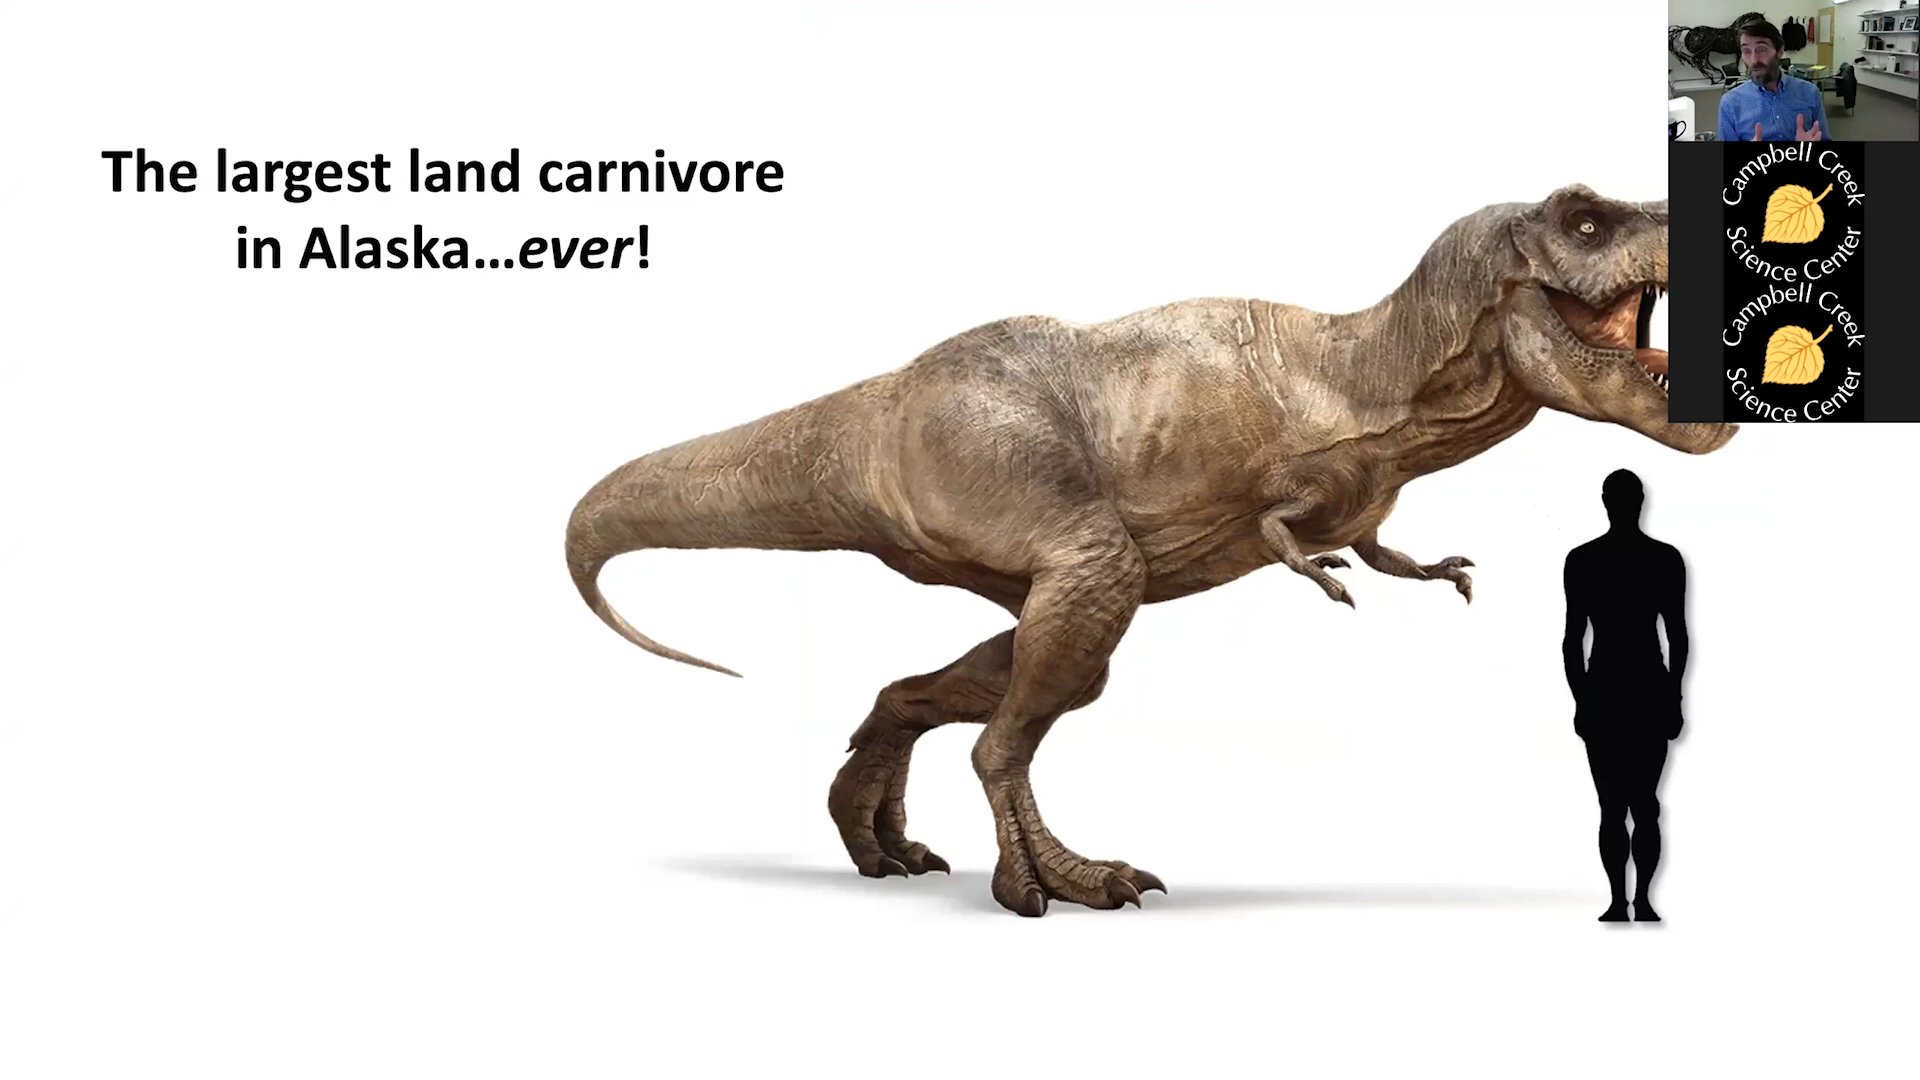 The largest land carnivore
in Alaska…ever!
Campbell Creek
Science Center
Campbell Creek
Science Center